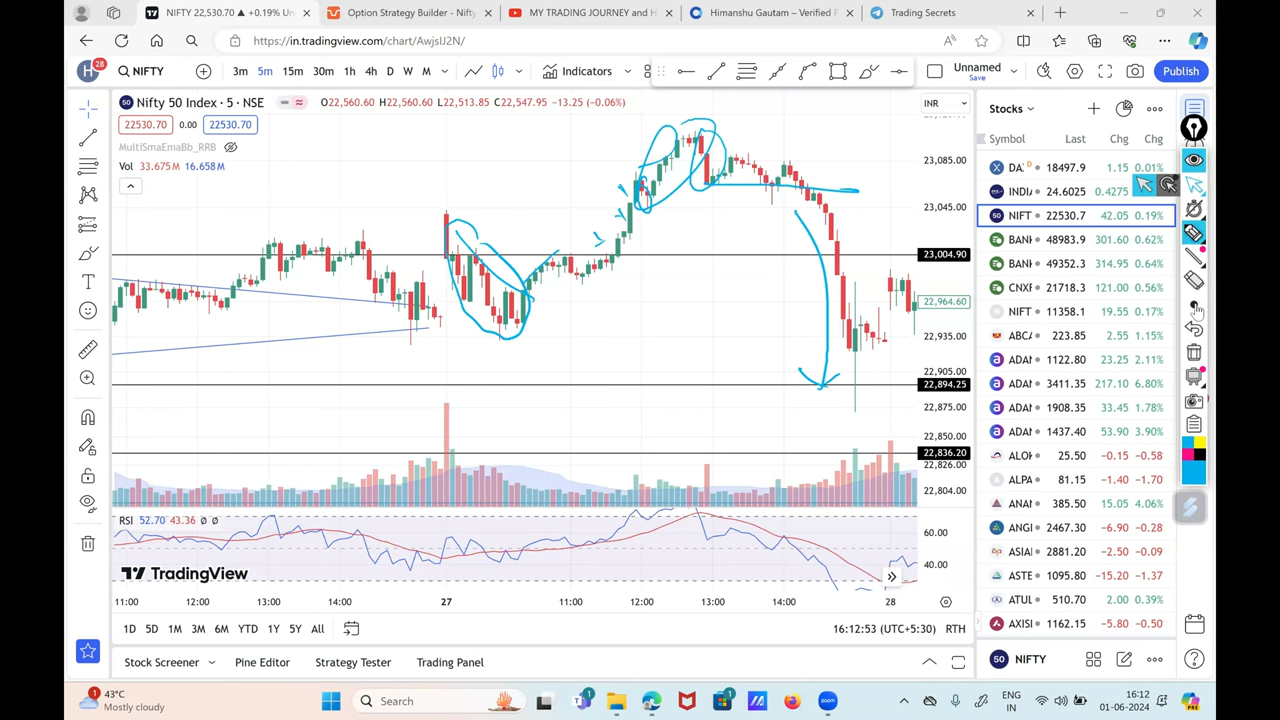 NIFTY 22,530.70 ▲ +0.19% Un
Option Strategy Builder - Nifty
MY TRADING JOURNEY and H
Himanshu Gautam – Verified P
Trading Secrets
https://in.tradingview.com/chart/AwjsIJ2N/
H 28
NIFTY
3m 5m 15m 30m 1h 4h D W M
Indicators
Unnamed
Save
Publish
Nifty 50 Index · 5 · NSE
O22,560.60 H22,560.60 L22,513.85 C22,547.95 −13.25 (−0.06%)
INR
22530.70 0.00 22530.70
MultiSmaEmaBb_RRB
Vol 33.675M 16.658M
23,085.00
23,045.00
23,004.90
22,964.60
22,935.00
22,905.00
22,894.25
22,875.00
22,850.00
22,836.20
22,826.00
22,804.00
RSI 52.70 43.36 ∅ ∅
60.00
40.00
TradingView
11:00 12:00 13:00 14:00 27 11:00 12:00 13:00 14:00 28
1D 5D 1M 3M 6M YTD 1Y 5Y All
16:12:53 (UTC+5:30) RTH
Stock Screener Pine Editor Strategy Tester Trading Panel
Stocks
Symbol Last Chg Chg
DA: D 18497.9 1.15 0.01%
INDI 24.6025 0.4275
NIFT 22530.7 42.05 0.19%
BANI 48983.9 301.60 0.62%
BANI 49352.3 314.95 0.64%
CNXF 21718.3 121.00 0.56%
NIFT 11358.1 19.55 0.17%
ABCA 223.85 2.55 1.15%
ADAN 1122.80 23.25 2.11%
ADAN 3411.35 217.10 6.80%
ADAN 1908.35 33.45 1.78%
ADAN 1437.40 53.90 3.90%
ALOK 25.50 −0.15 −0.58
ALPA 81.15 −1.40 −1.70
ANAN 385.50 15.05 4.06%
ANGI 2467.30 −6.90 −0.28
ASIA 2881.20 −2.50 −0.09
ASTE 1095.80 −15.20 −1.37
ATUL 510.70 2.00 0.39%
AXISI 1162.15 −5.80 −0.50
50 NIFTY
1 43°C
Mostly cloudy
Search
zoom
ENG
IN
16:12
01-06-2024